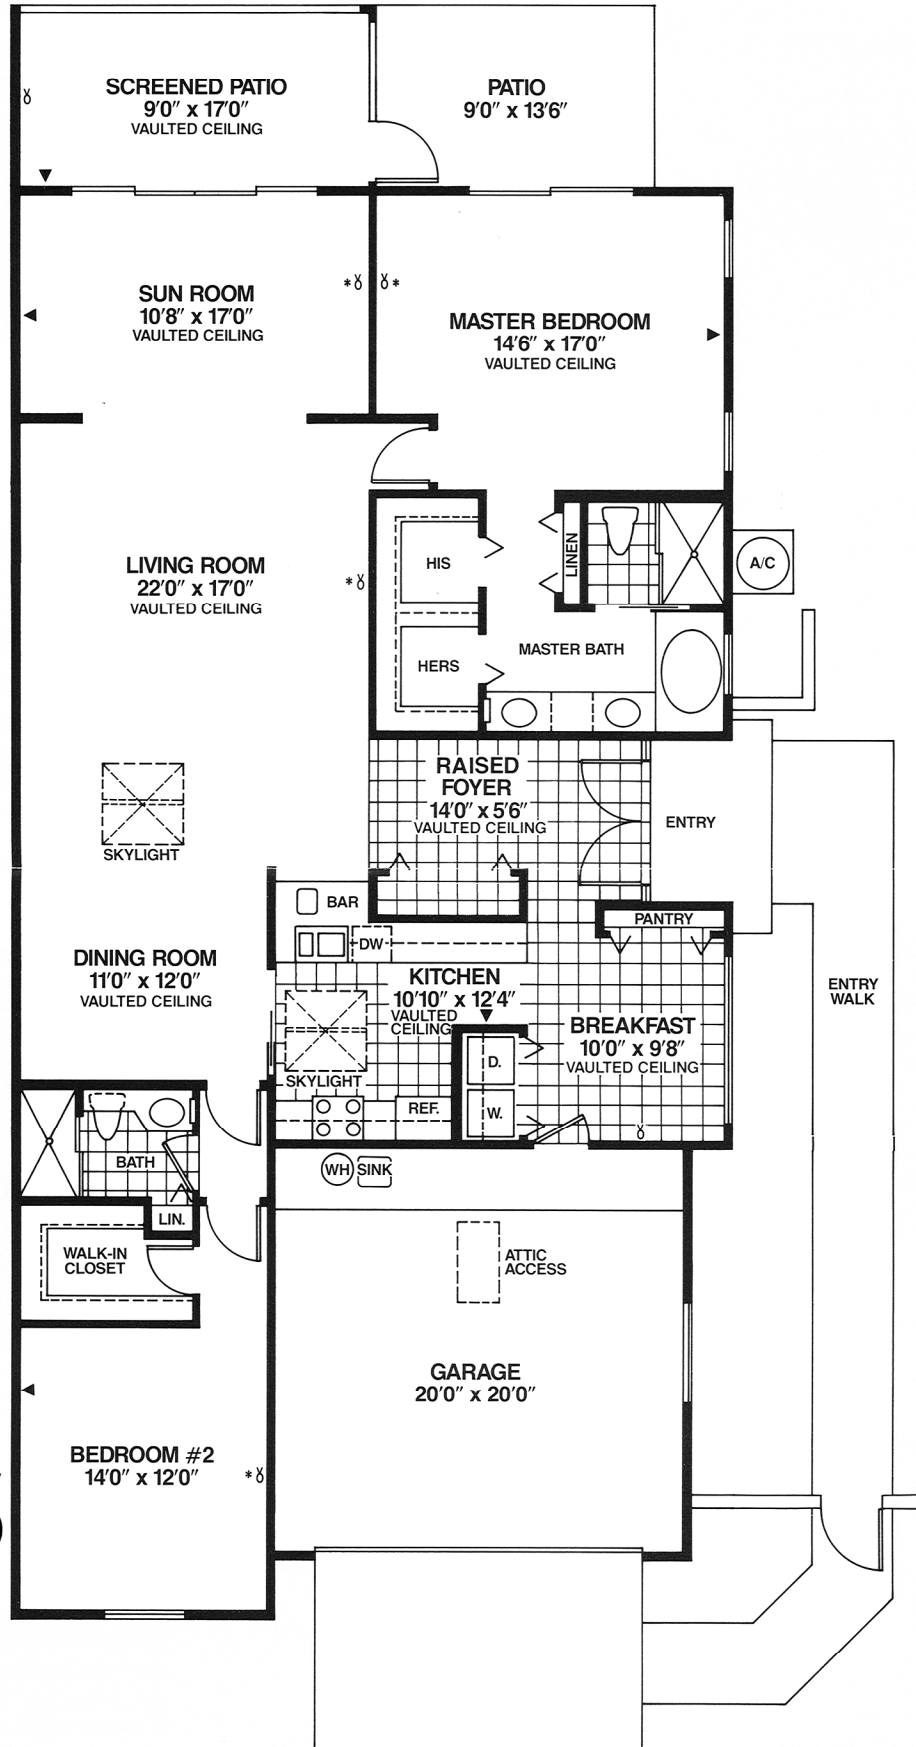 SCREENED PATIO
9'0" x 17'0"
VAULTED CEILING
PATIO
9'0" x 13'6"
SUN ROOM
10'8" x 17'0"
VAULTED CEILING
MASTER BEDROOM
14'6" x 17'0"
VAULTED CEILING
LIVING ROOM
22'0" x 17'0"
VAULTED CEILING
HIS
LINEN
A/C
HERS
MASTER BATH
RAISED
FOYER
14'0" x 5'6"
VAULTED CEILING
ENTRY
SKYLIGHT
BAR
PANTRY
DW
DINING ROOM
11'0" x 12'0"
VAULTED CEILING
KITCHEN
10'10" x 12'4"
VAULTED
CEILING
ENTRY
WALK
BREAKFAST
10'0" x 9'8"
VAULTED CEILING
D.
SKYLIGHT
REF.
W.
BATH
WH
SINK
LIN.
WALK-IN
CLOSET
ATTIC
ACCESS
GARAGE
20'0" x 20'0"
BEDROOM #2
14'0" x 12'0"